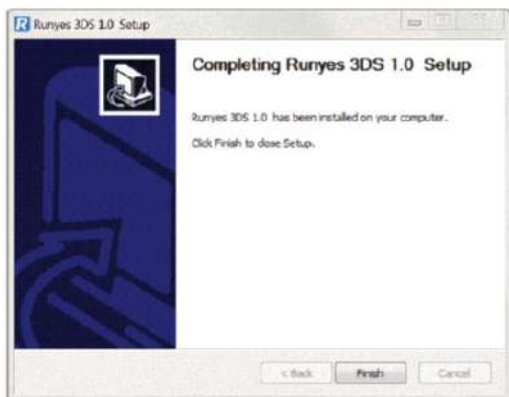 Runyes 3DS 1.0 Setup
Completing Runyes 3DS 1.0 Setup
Runyes 3DS 1.0 has been installed on your computer.
Click Finish to close Setup.
< Back
Finish
Cancel